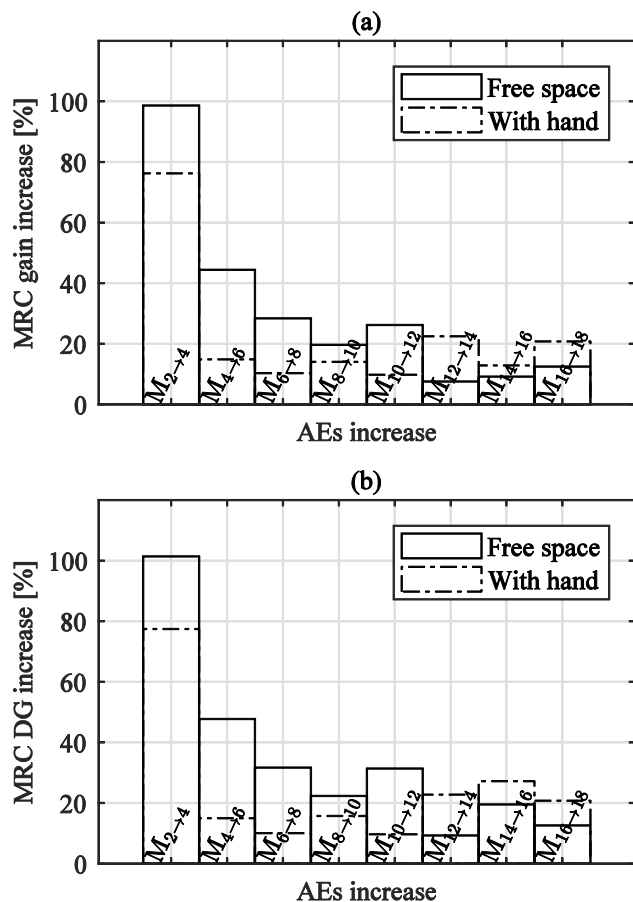 (a)
MRC gain increase [%]
100
80
60
40
20
0
Free space
With hand
M2→4
M4→6
M6→8
M8→10
M10→12
M12→14
M14→16
M16→18
AEs increase
(b)
MRC DG increase [%]
100
80
60
40
20
0
Free space
With hand
M2→4
M4→6
M6→8
M8→10
M10→12
M12→14
M14→16
M16→18
AEs increase